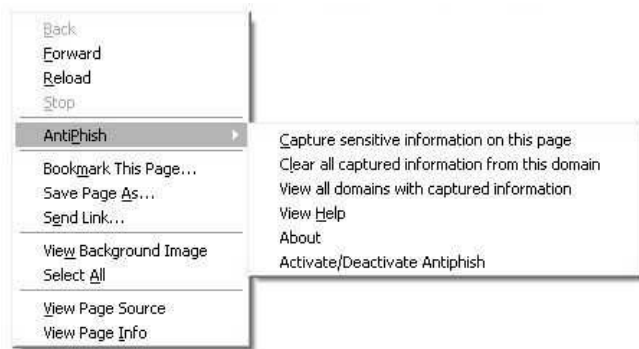 Back
Forward
Reload
Stop
AntiPhish
Bookmark This Page...
Save Page As...
Send Link...
View Background Image
Select All
View Page Source
View Page Info
Capture sensitive information on this page
Clear all captured information from this domain
View all domains with captured information
View Help
About
Activate/Deactivate Antiphish